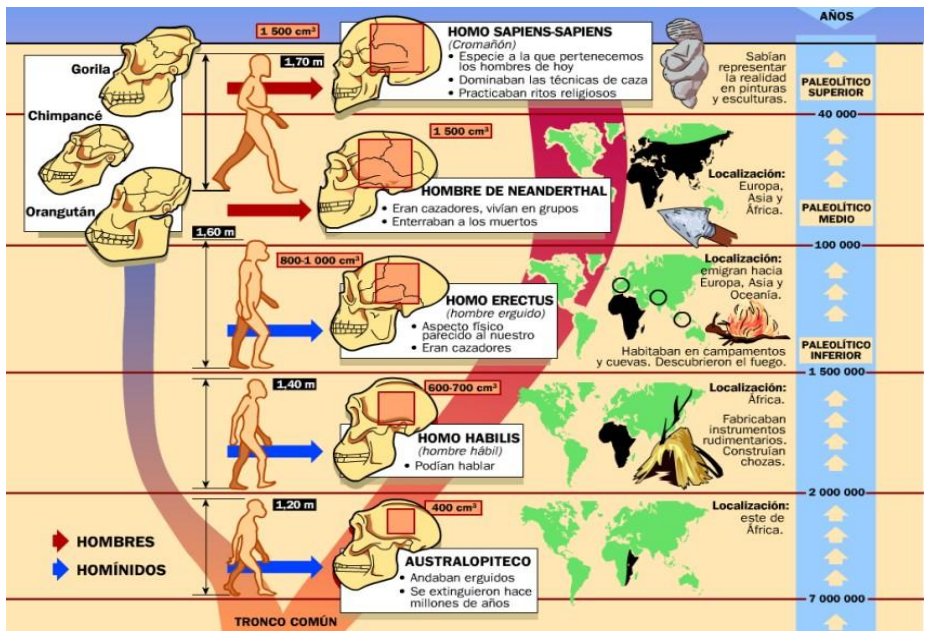 AÑOS
1 500 cm³
HOMO SAPIENS-SAPIENS
(Cromañón)
• Especie a la que pertenecemos
los hombres de hoy
• Dominaban las técnicas de caza
• Practicaban ritos religiosos
Sabían
representar
la realidad
en pinturas
y esculturas.
PALEOLÍTICO
SUPERIOR
Gorila
Chimpancé
Orangután
1,70 m
40 000
1 500 cm³
HOMBRE DE NEANDERTHAL
• Eran cazadores, vivían en grupos
• Enterraban a los muertos
Localización:
Europa,
Asia y
África.
PALEOLÍTICO
MEDIO
100 000
1,60 m
800-1 000 cm³
HOMO ERECTUS
(hombre erguido)
• Aspecto físico
parecido al nuestro
• Eran cazadores
Localización:
emigran hacia
Europa, Asia y
Oceanía.
Habitaban en campamentos
y cuevas. Descubrieron el fuego.
PALEOLÍTICO
INFERIOR
1 500 000
1,40 m
600-700 cm³
HOMO HABILIS
(hombre hábil)
• Podían hablar
Localización:
África.
Fabricaban
instrumentos
rudimentarios.
Construían
chozas.
2 000 000
1,20 m
400 cm³
AUSTRALOPITECO
• Andaban erguidos
• Se extinguieron hace
millones de años
Localización:
este de
África.
7 000 000
HOMBRES
HOMÍNIDOS
TRONCO COMÚN